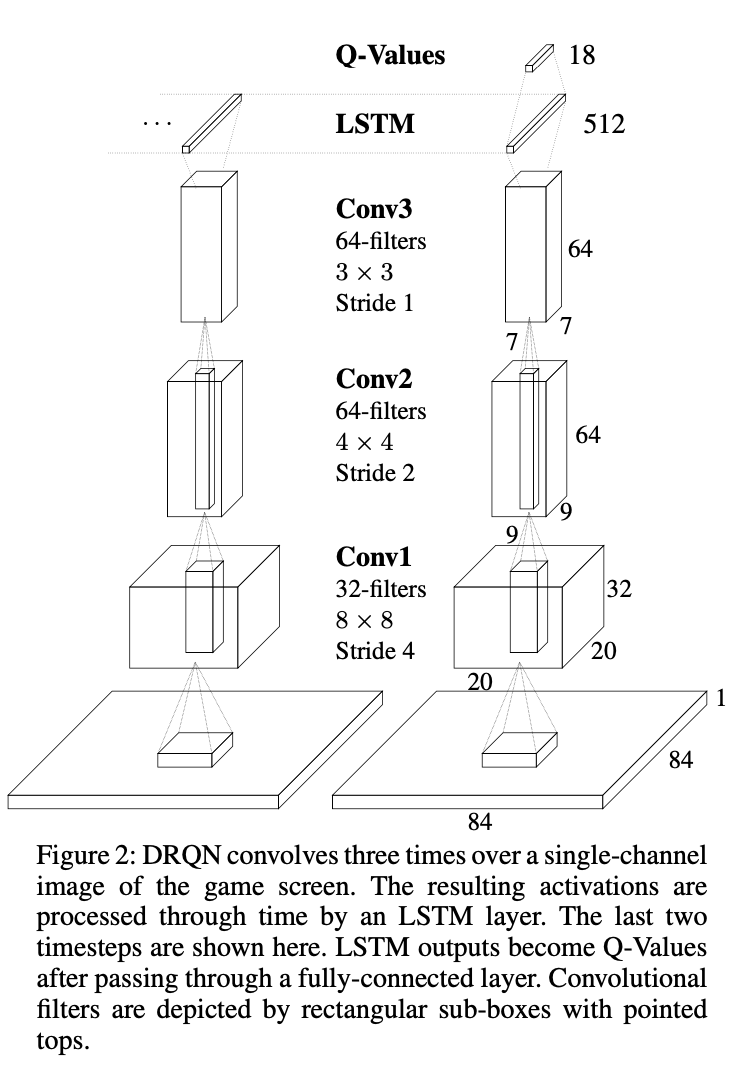 Q-Values
18
. . .
LSTM
512
Conv3
64-filters
3 × 3
Stride 1
64
7
7
Conv2
64-filters
4 × 4
Stride 2
64
9
9
Conv1
32-filters
8 × 8
Stride 4
32
20
20
1
84
84
Figure 2: DRQN convolves three times over a single-channel
image of the game screen. The resulting activations are
processed through time by an LSTM layer. The last two
timesteps are shown here. LSTM outputs become Q-Values
after passing through a fully-connected layer. Convolutional
filters are depicted by rectangular sub-boxes with pointed
tops.